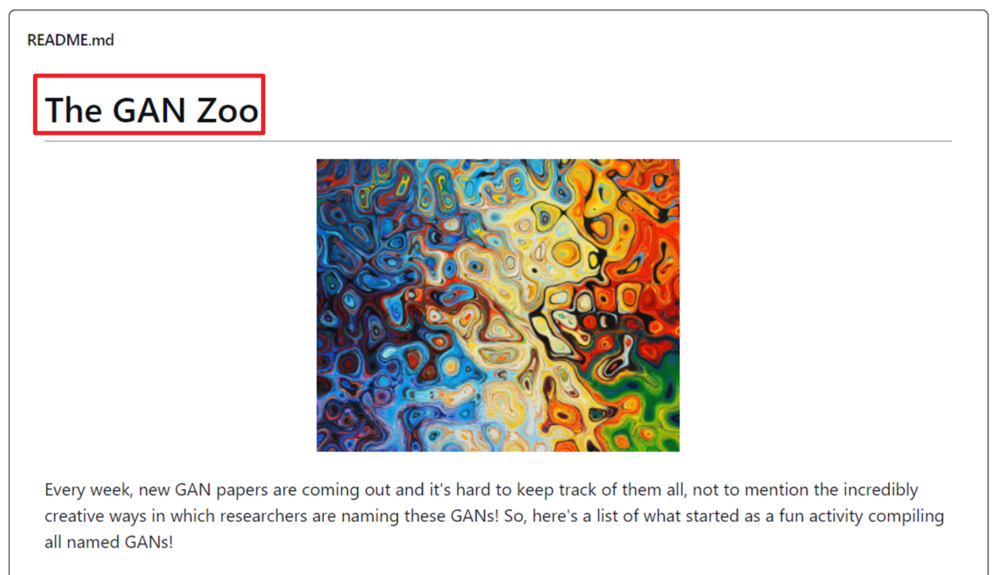 README.md
The GAN Zoo
Every week, new GAN papers are coming out and it's hard to keep track of them all, not to mention the incredibly
creative ways in which researchers are naming these GANs! So, here's a list of what started as a fun activity compiling
all named GANs!